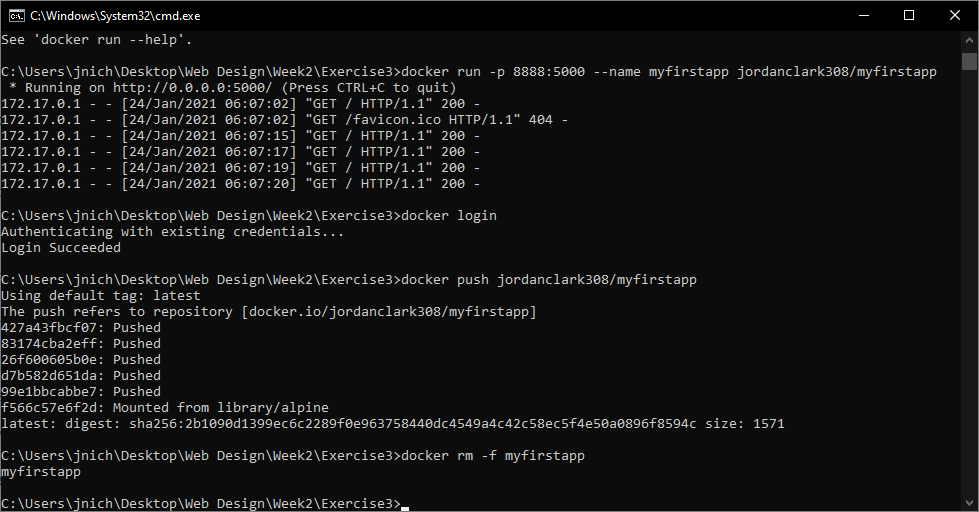 C:\Windows\System32\cmd.exe
See 'docker run --help'.
C:\Users\jnich\Desktop\Web Design\Week2\Exercise3>docker run -p 8888:5000 --name myfirstapp jordanclark308/myfirstapp
 * Running on http://0.0.0.0:5000/ (Press CTRL+C to quit)
172.17.0.1 - - [24/Jan/2021 06:07:02] "GET / HTTP/1.1" 200 -
172.17.0.1 - - [24/Jan/2021 06:07:02] "GET /favicon.ico HTTP/1.1" 404 -
172.17.0.1 - - [24/Jan/2021 06:07:15] "GET / HTTP/1.1" 200 -
172.17.0.1 - - [24/Jan/2021 06:07:17] "GET / HTTP/1.1" 200 -
172.17.0.1 - - [24/Jan/2021 06:07:19] "GET / HTTP/1.1" 200 -
172.17.0.1 - - [24/Jan/2021 06:07:20] "GET / HTTP/1.1" 200 -
C:\Users\jnich\Desktop\Web Design\Week2\Exercise3>docker login
Authenticating with existing credentials...
Login Succeeded
C:\Users\jnich\Desktop\Web Design\Week2\Exercise3>docker push jordanclark308/myfirstapp
Using default tag: latest
The push refers to repository [docker.io/jordanclark308/myfirstapp]
427a43fbcf07: Pushed
83174cba2eff: Pushed
26f600605b0e: Pushed
d7b582d651da: Pushed
99e1bbcabbe7: Pushed
f566c57e6f2d: Mounted from library/alpine
latest: digest: sha256:2b1090d1399ec6c2289f0e963758440dc4549a4c42c58ec5f4e50a0896f8594c size: 1571
C:\Users\jnich\Desktop\Web Design\Week2\Exercise3>docker rm -f myfirstapp
myfirstapp
C:\Users\jnich\Desktop\Web Design\Week2\Exercise3>